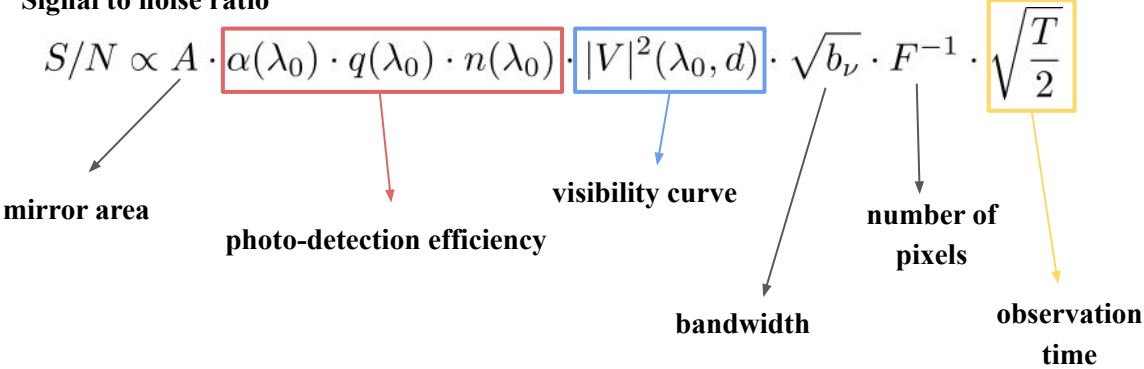 Signal to noise ratio
S/N ∝ A · α(λ₀) · q(λ₀) · n(λ₀) · |V|²(λ₀, d) · √b_ν · F⁻¹ · √(T/2)
mirror area
photo-detection efficiency
visibility curve
bandwidth
number of
pixels
observation
time